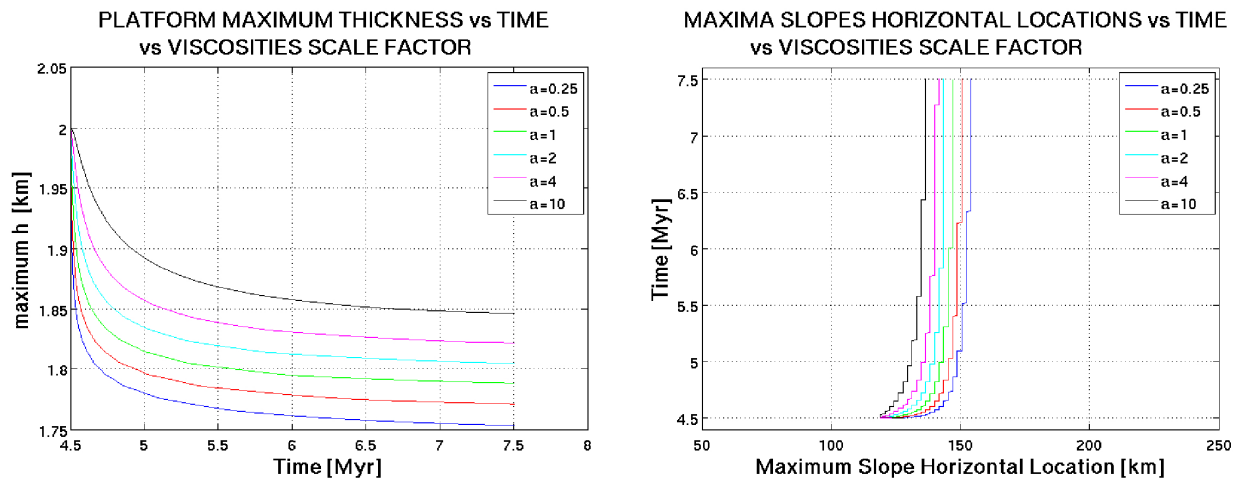 PLATFORM MAXIMUM THICKNESS vs TIME
vs VISCOSITIES SCALE FACTOR
2.05
2
1.95
1.9
1.85
1.8
1.75
maximum h [km]
4.5
5
5.5
6
6.5
7
7.5
8
Time [Myr]
a=0.25
a=0.5
a=1
a=2
a=4
a=10
MAXIMA SLOPES HORIZONTAL LOCATIONS vs TIME
vs VISCOSITIES SCALE FACTOR
7.5
7
6.5
6
5.5
5
4.5
Time [Myr]
50
100
150
200
250
Maximum Slope Horizontal Location [km]
a=0.25
a=0.5
a=1
a=2
a=4
a=10